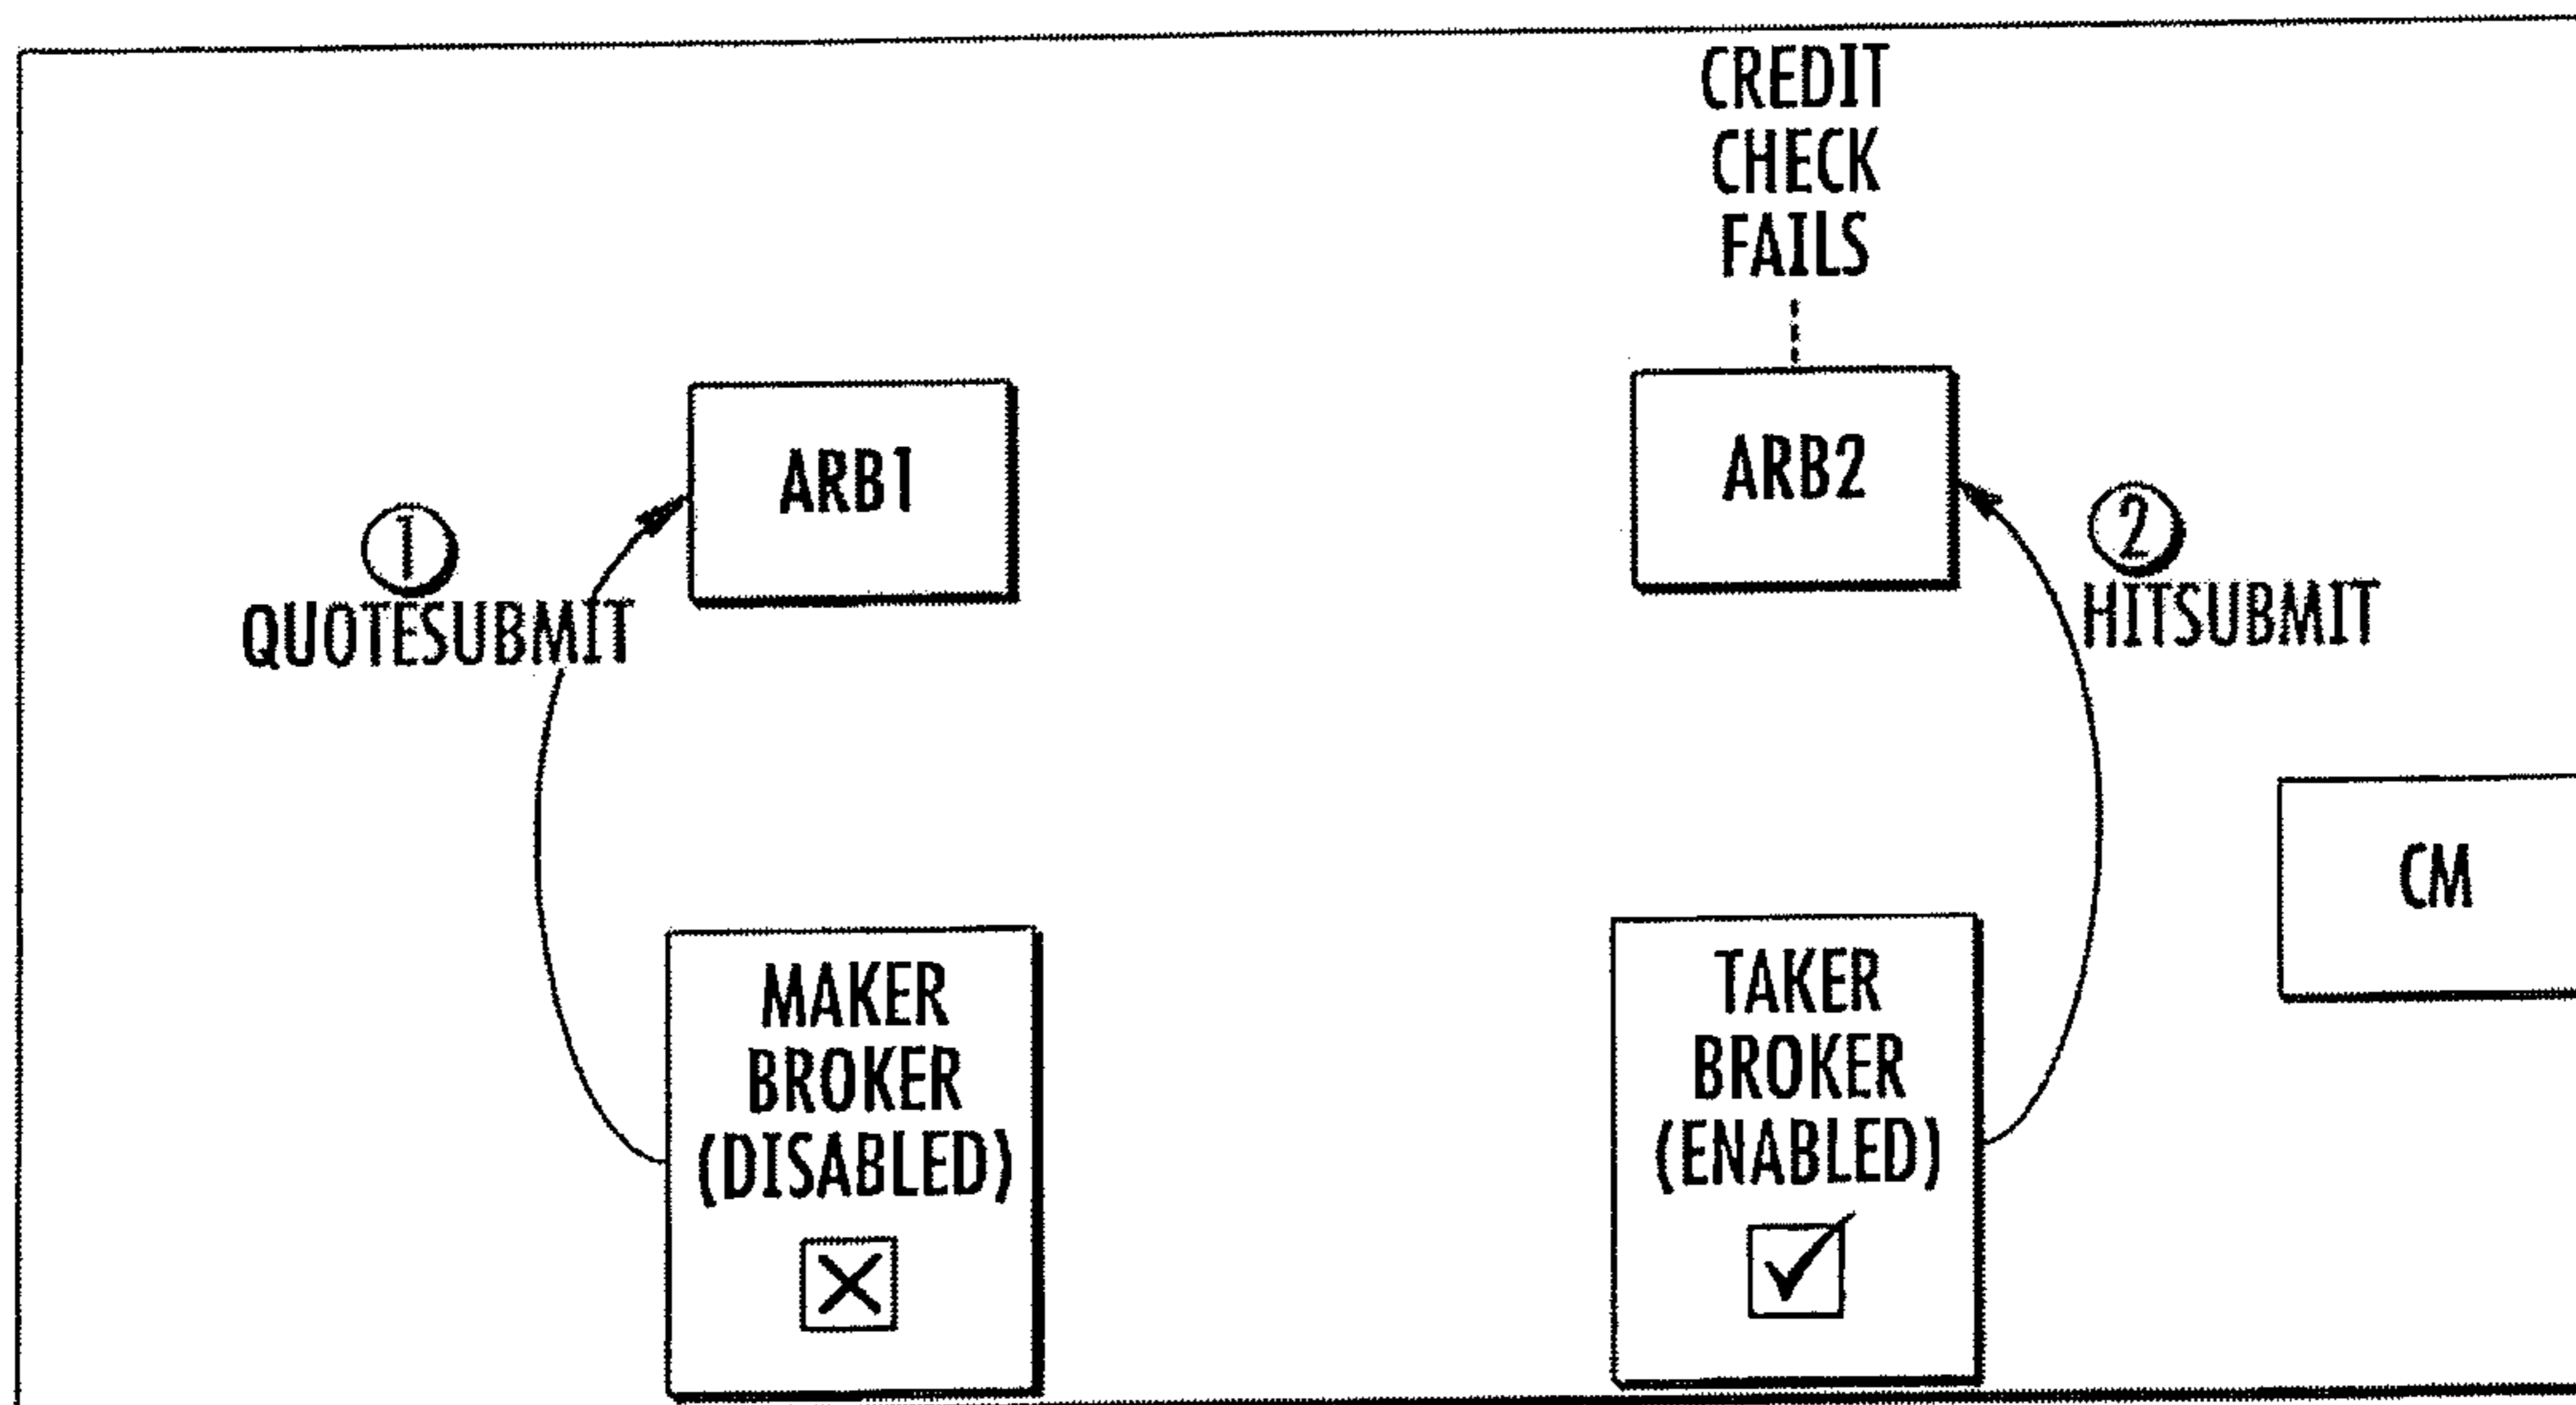 CREDIT
CHECK
FAILS
ARB1
ARB2
1
QUOTESUBMIT
2
HITSUBMIT
CM
MAKER
BROKER
(DISABLED)
TAKER
BROKER
(ENABLED)